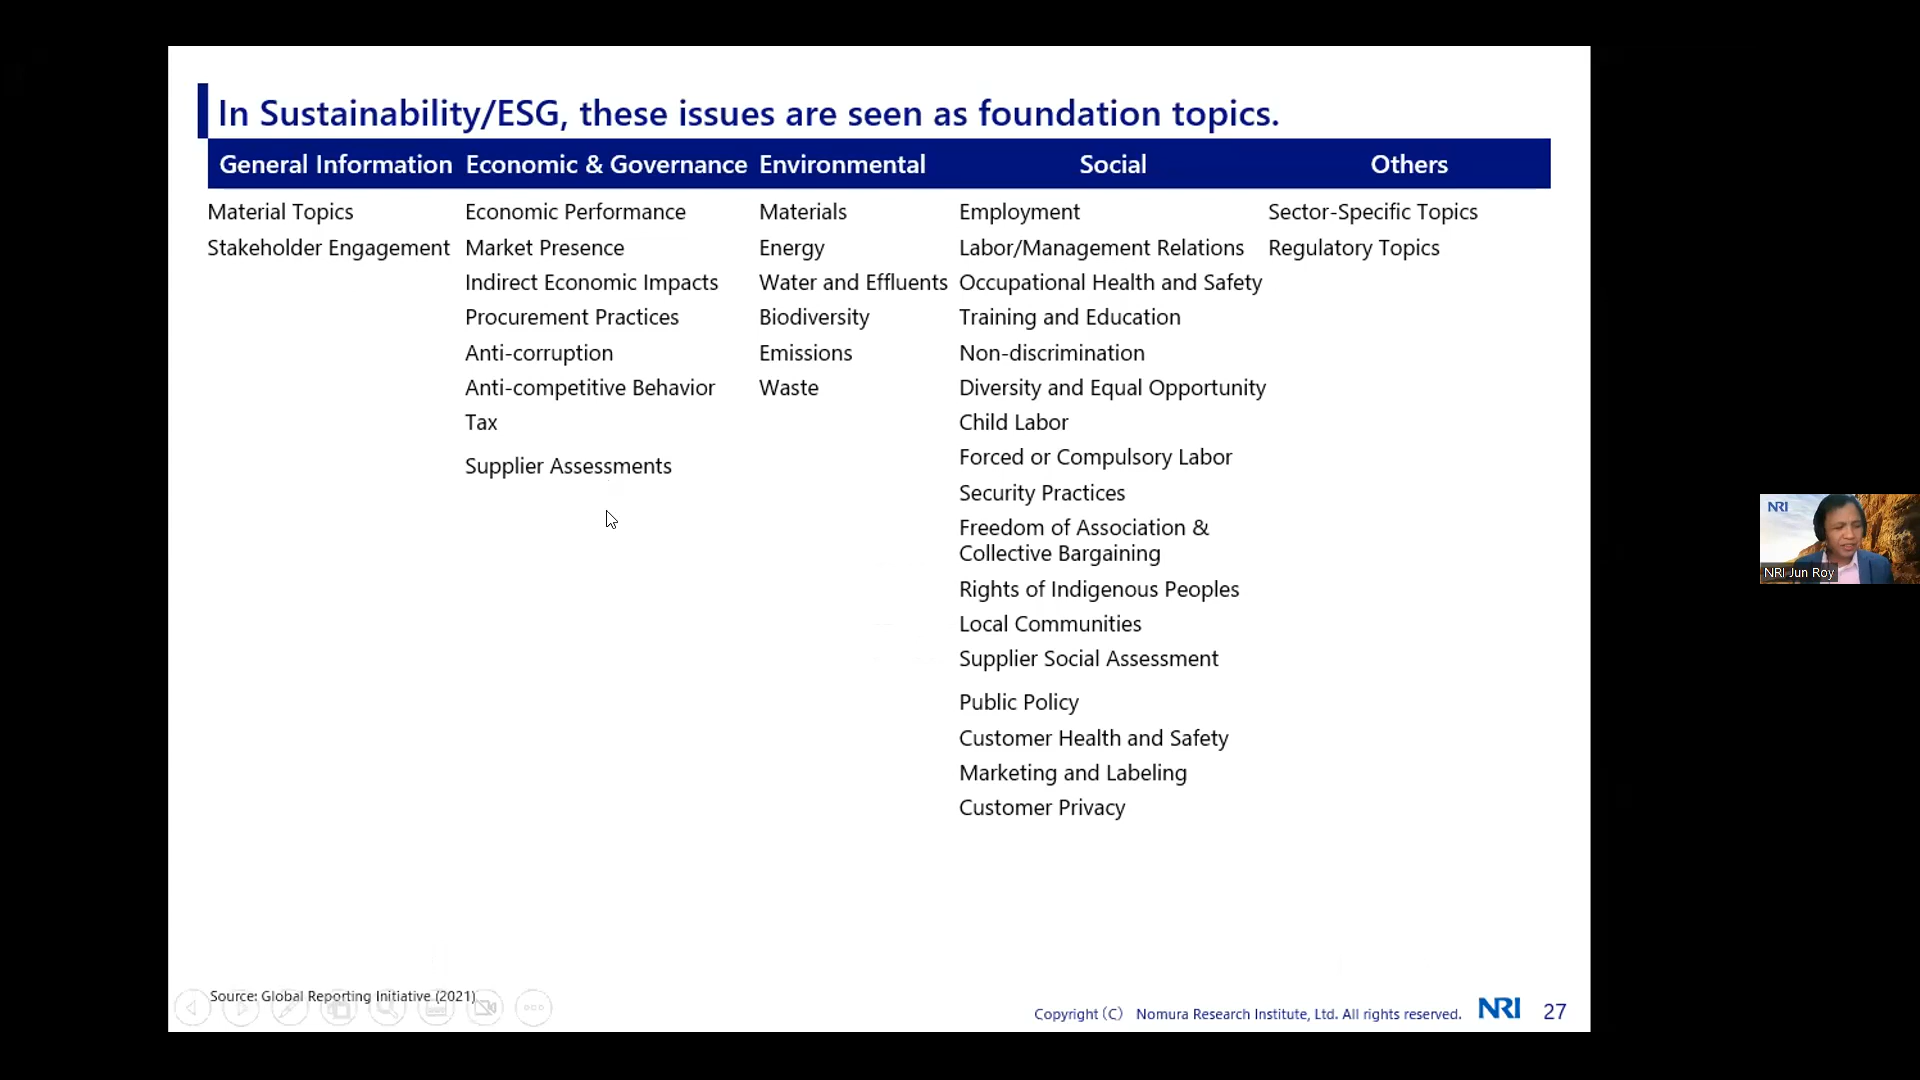 In Sustainability/ESG, these issues are seen as foundation topics.
General Information Economic & Governance Environmental Social Others
Material Topics Economic Performance Materials Employment Sector-Specific Topics
Stakeholder Engagement Market Presence Energy Labor/Management Relations Regulatory Topics
Indirect Economic Impacts Water and Effluents Occupational Health and Safety
Procurement Practices Biodiversity Training and Education
Anti-corruption Emissions Non-discrimination
Anti-competitive Behavior Waste Diversity and Equal Opportunity
Tax Child Labor
Supplier Assessments Forced or Compulsory Labor
Security Practices
Freedom of Association &
Collective Bargaining
Rights of Indigenous Peoples
Local Communities
Supplier Social Assessment
Public Policy
Customer Health and Safety
Marketing and Labeling
Customer Privacy
NRI
NRI Jun Roy
Source: Global Reporting Initiative (2021)
Copyright (C) Nomura Research Institute, Ltd. All rights reserved. NRI 27